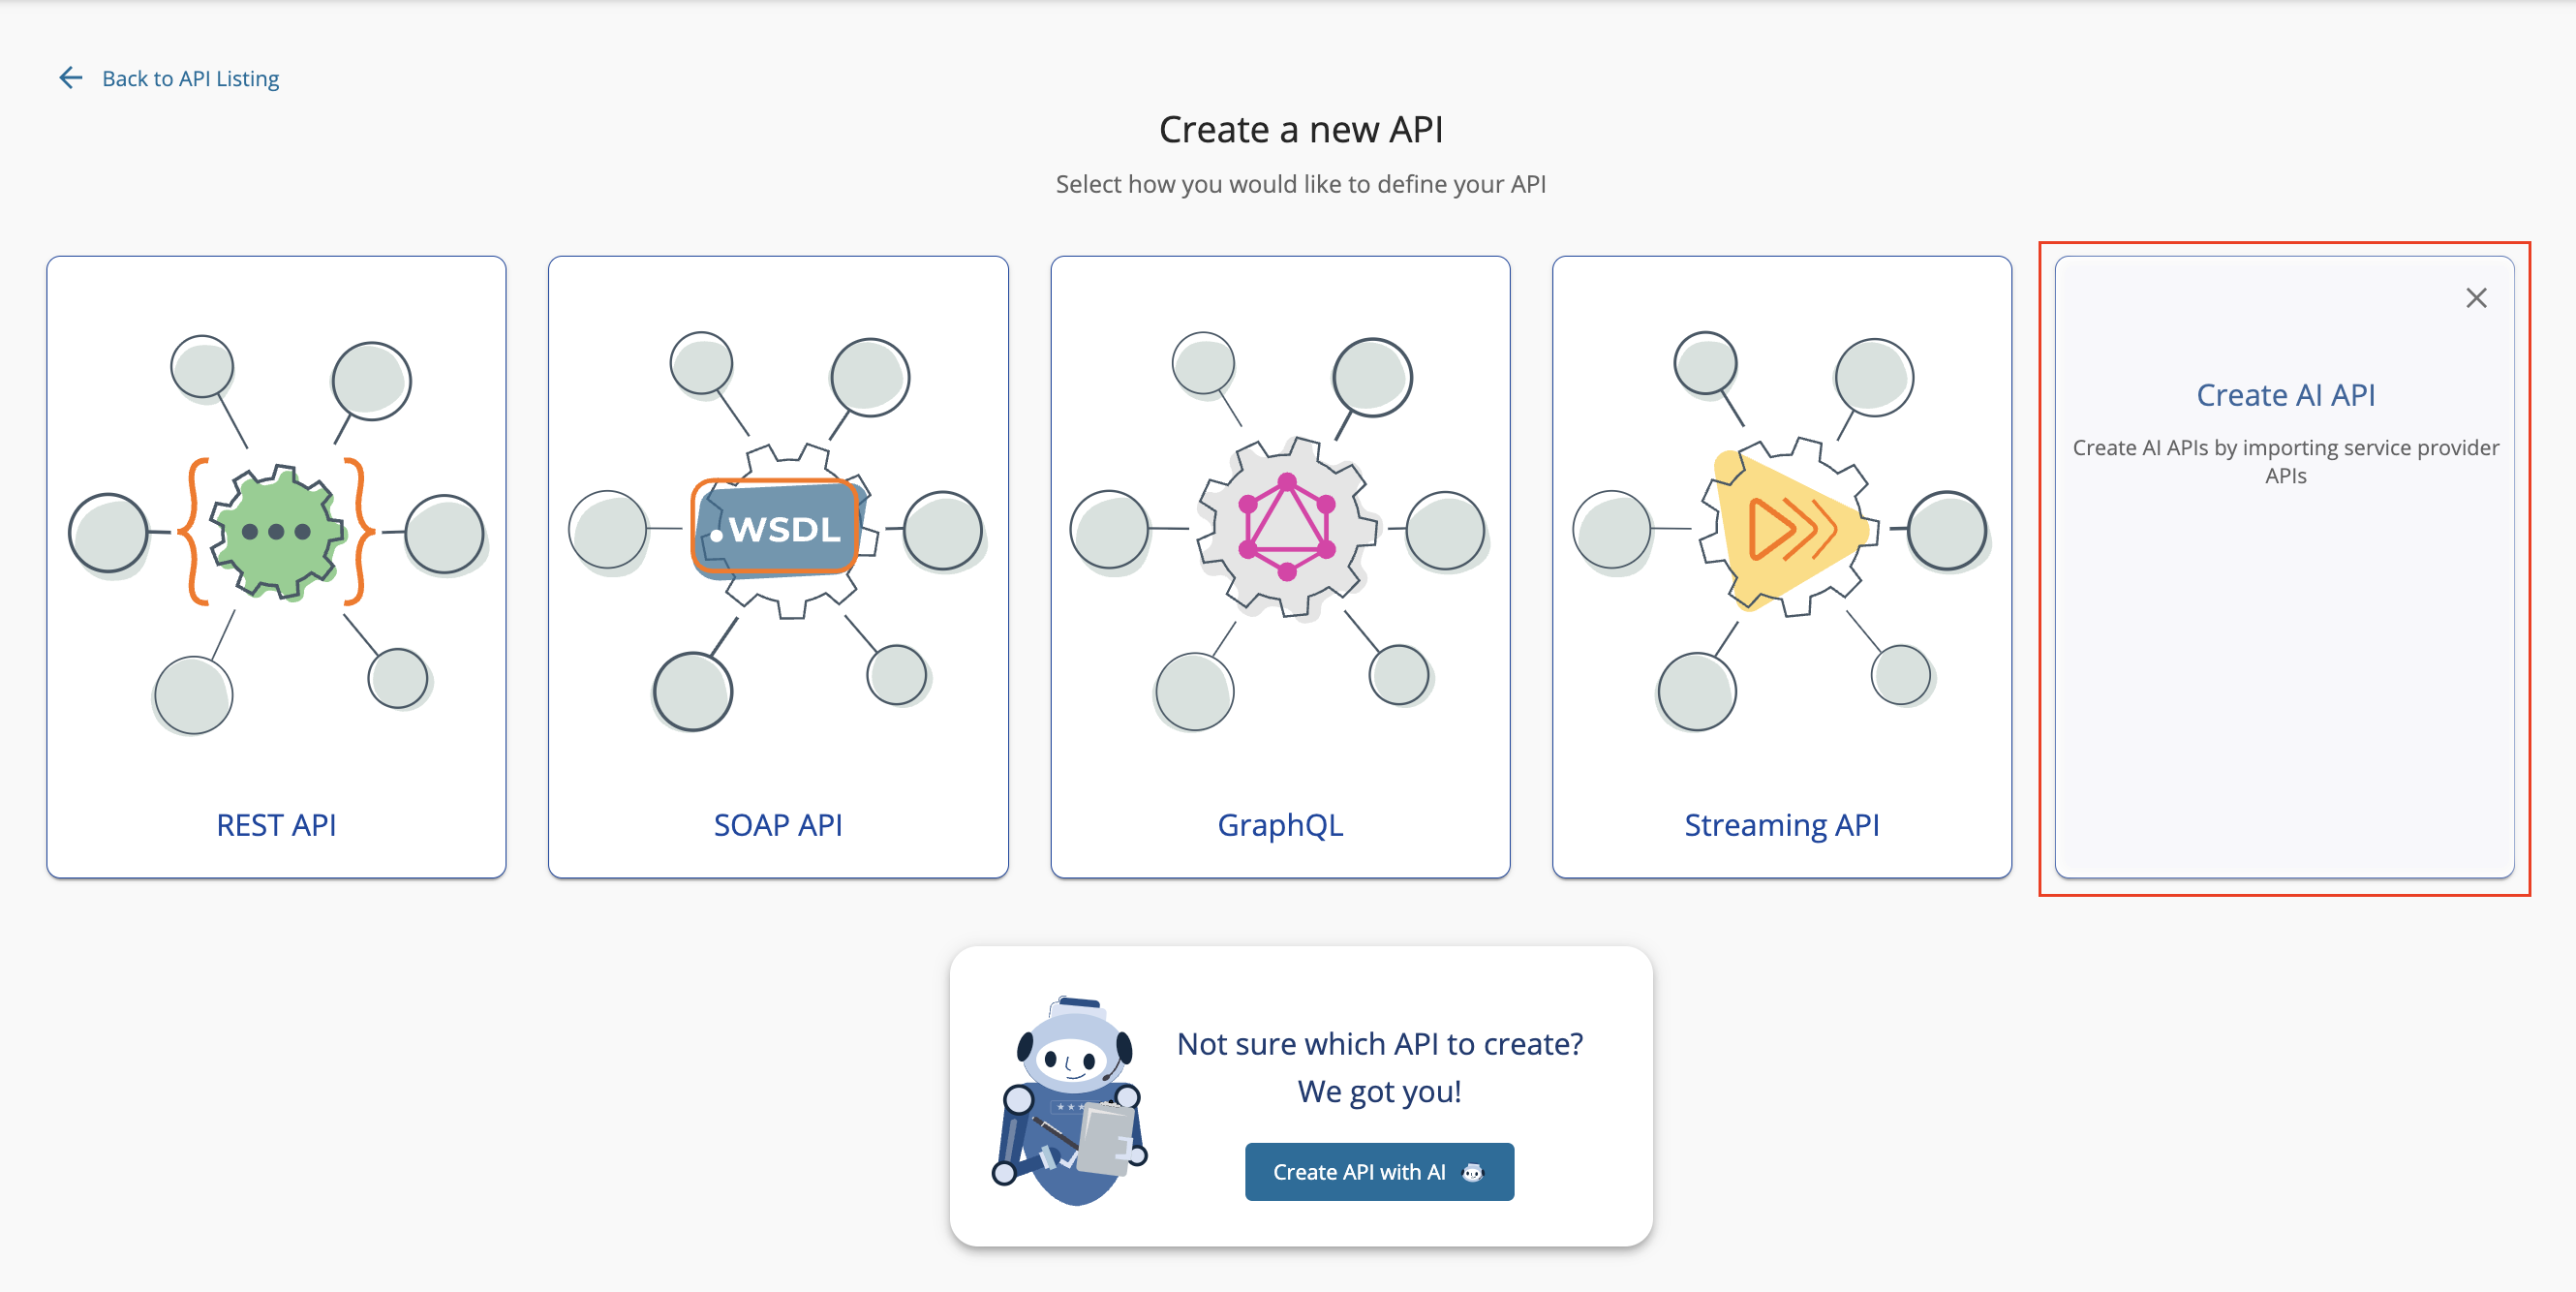 Back to API Listing
Create a new API
Select how you would like to define your API
.WSDL
REST API
SOAP API
GraphQL
Streaming API
Create AI API
Create AI APIs by importing service provider
APIs
Not sure which API to create?
We got you!
Create API with AI